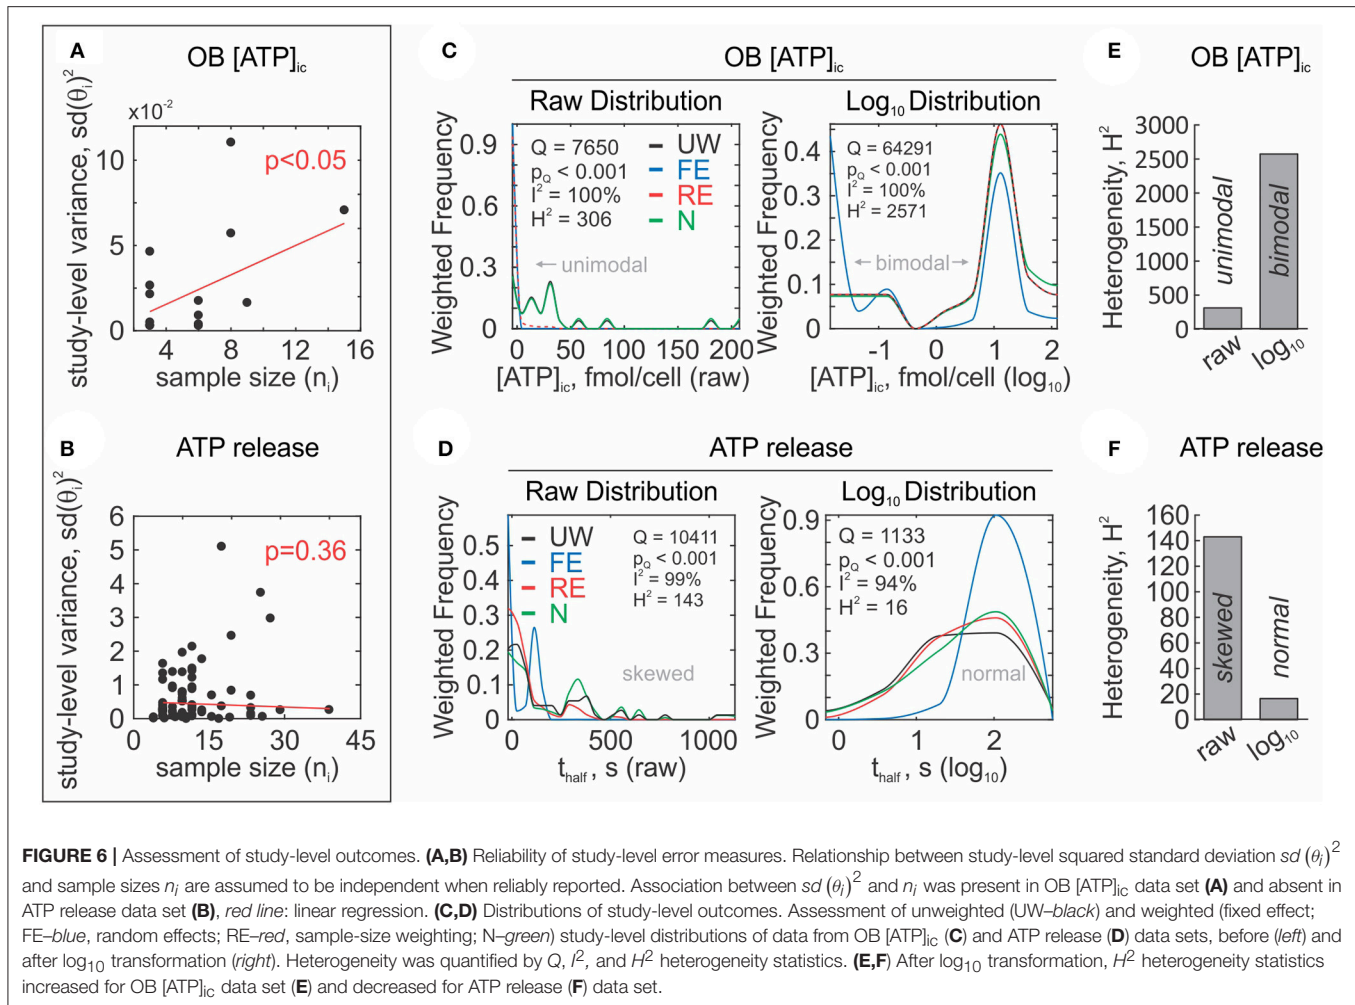 A
OB [ATP]ic
study-level variance, sd(θi)2
x10-2
10
5
0
p<0.05
4 8 12 16
sample size (ni)
B
ATP release
study-level variance, sd(θi)2
6
5
4
3
2
1
0
p=0.36
0 15 30 45
sample size (ni)
C
OB [ATP]ic
Raw Distribution
Weighted Frequency
0.9
0.6
0.3
0
Q = 7650
pQ < 0.001
I2 = 100%
H2 = 306
UW
FE
RE
N
← unimodal
0 50 100 150 200
[ATP]ic, fmol/cell (raw)
Log10 Distribution
Weighted Frequency
0.4
0.3
0.2
0.1
0
Q = 64291
pQ < 0.001
I2 = 100%
H2 = 2571
← bimodal →
-1 0 1 2
[ATP]ic, fmol/cell (log10)
D
ATP release
Raw Distribution
Weighted Frequency
0.5
0.4
0.3
0.2
0.1
0
UW
FE
RE
N
Q = 10411
pQ < 0.001
I2 = 99%
H2 = 143
skewed
0 500 1000
thalf , s (raw)
Log10 Distribution
Weighted Frequency
0.9
0.6
0.3
0
Q = 1133
pQ < 0.001
I2 = 94%
H2 = 16
normal
0 1 2
thalf , s (log10)
E
OB [ATP]ic
Heterogeneity, H2
3000
2500
2000
1500
1000
500
0
unimodal
bimodal
raw
log10
F
ATP release
Heterogeneity, H2
160
140
120
100
80
60
40
20
0
skewed
normal
raw
log10
FIGURE 6 | Assessment of study-level outcomes. (A,B) Reliability of study-level error measures. Relationship between study-level squared standard deviation sd (θi)2
and sample sizes ni are assumed to be independent when reliably reported. Association between sd (θi)2 and ni was present in OB [ATP]ic data set (A) and absent in
ATP release data set (B), red line: linear regression. (C,D) Distributions of study-level outcomes. Assessment of unweighted (UW–black) and weighted (fixed effect;
FE–blue, random effects; RE–red, sample-size weighting; N–green) study-level distributions of data from OB [ATP]ic (C) and ATP release (D) data sets, before (left) and
after log10 transformation (right). Heterogeneity was quantified by Q, I2, and H2 heterogeneity statistics. (E,F) After log10 transformation, H2 heterogeneity statistics
increased for OB [ATP]ic data set (E) and decreased for ATP release (F) data set.